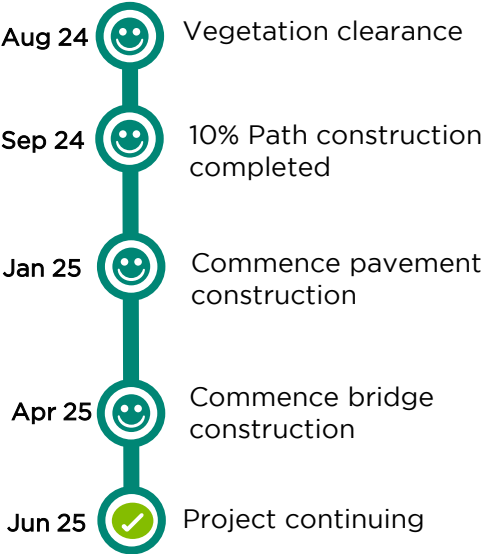 Aug 24 Vegetation clearance
Sep 24 10% Path construction
completed
Jan 25 Commence pavement
construction
Apr 25 Commence bridge
construction
Jun 25 Project continuing